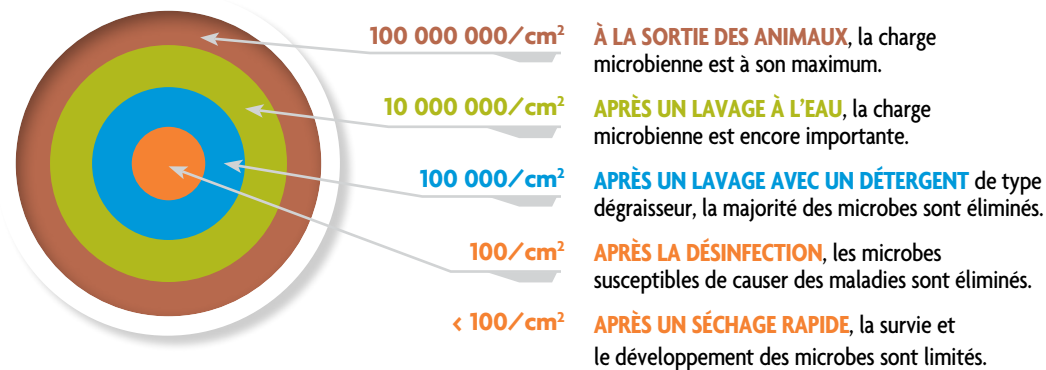 100 000 000/cm² À LA SORTIE DES ANIMAUX, la charge
microbienne est à son maximum.
10 000 000/cm² APRÈS UN LAVAGE À L’EAU, la charge
microbienne est encore importante.
100 000/cm² APRÈS UN LAVAGE AVEC UN DÉTERGENT de type
dégraisseur, la majorité des microbes sont éliminés.
100/cm² APRÈS LA DÉSINFECTION, les microbes
susceptibles de causer des maladies sont éliminés.
< 100/cm² APRÈS UN SÉCHAGE RAPIDE, la survie et
le développement des microbes sont limités.